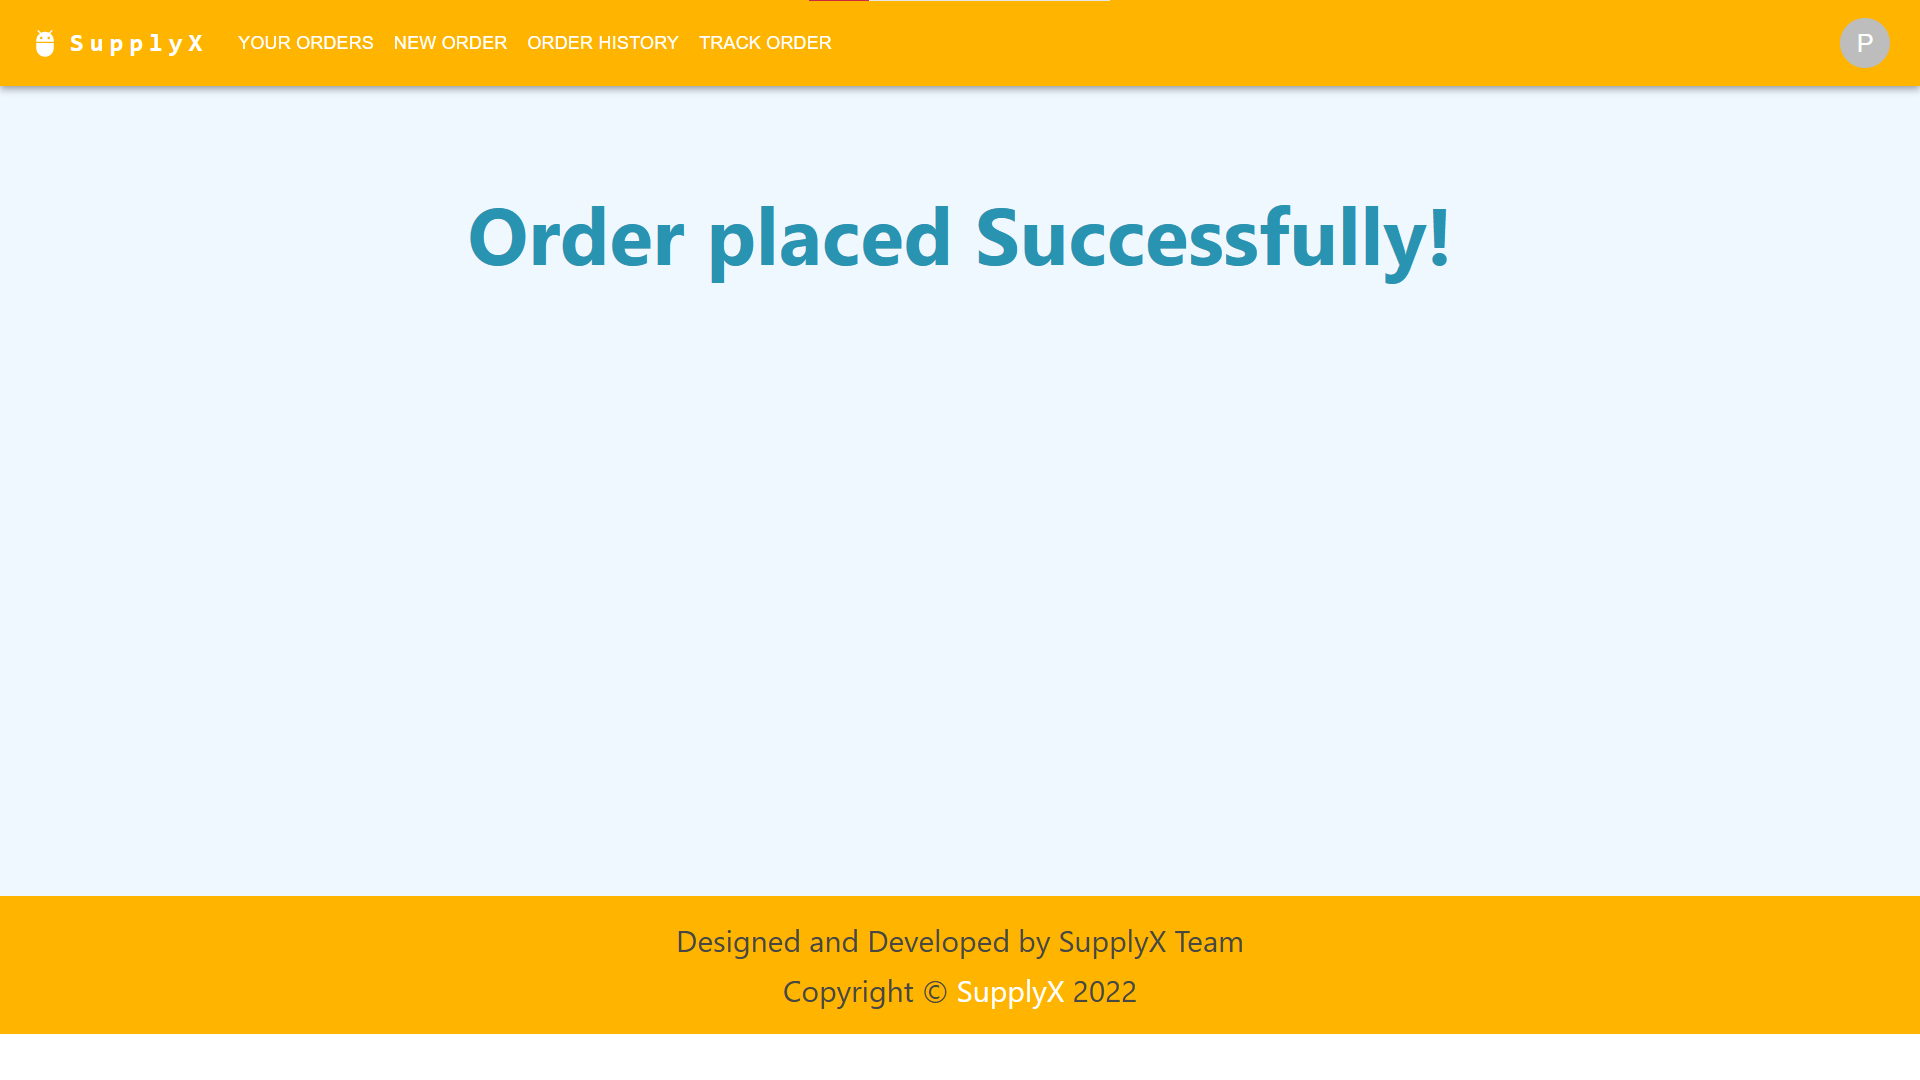 SupplyX
YOUR ORDERS
NEW ORDER
ORDER HISTORY
TRACK ORDER
P
Order placed Successfully!
Designed and Developed by SupplyX Team
Copyright © SupplyX 2022